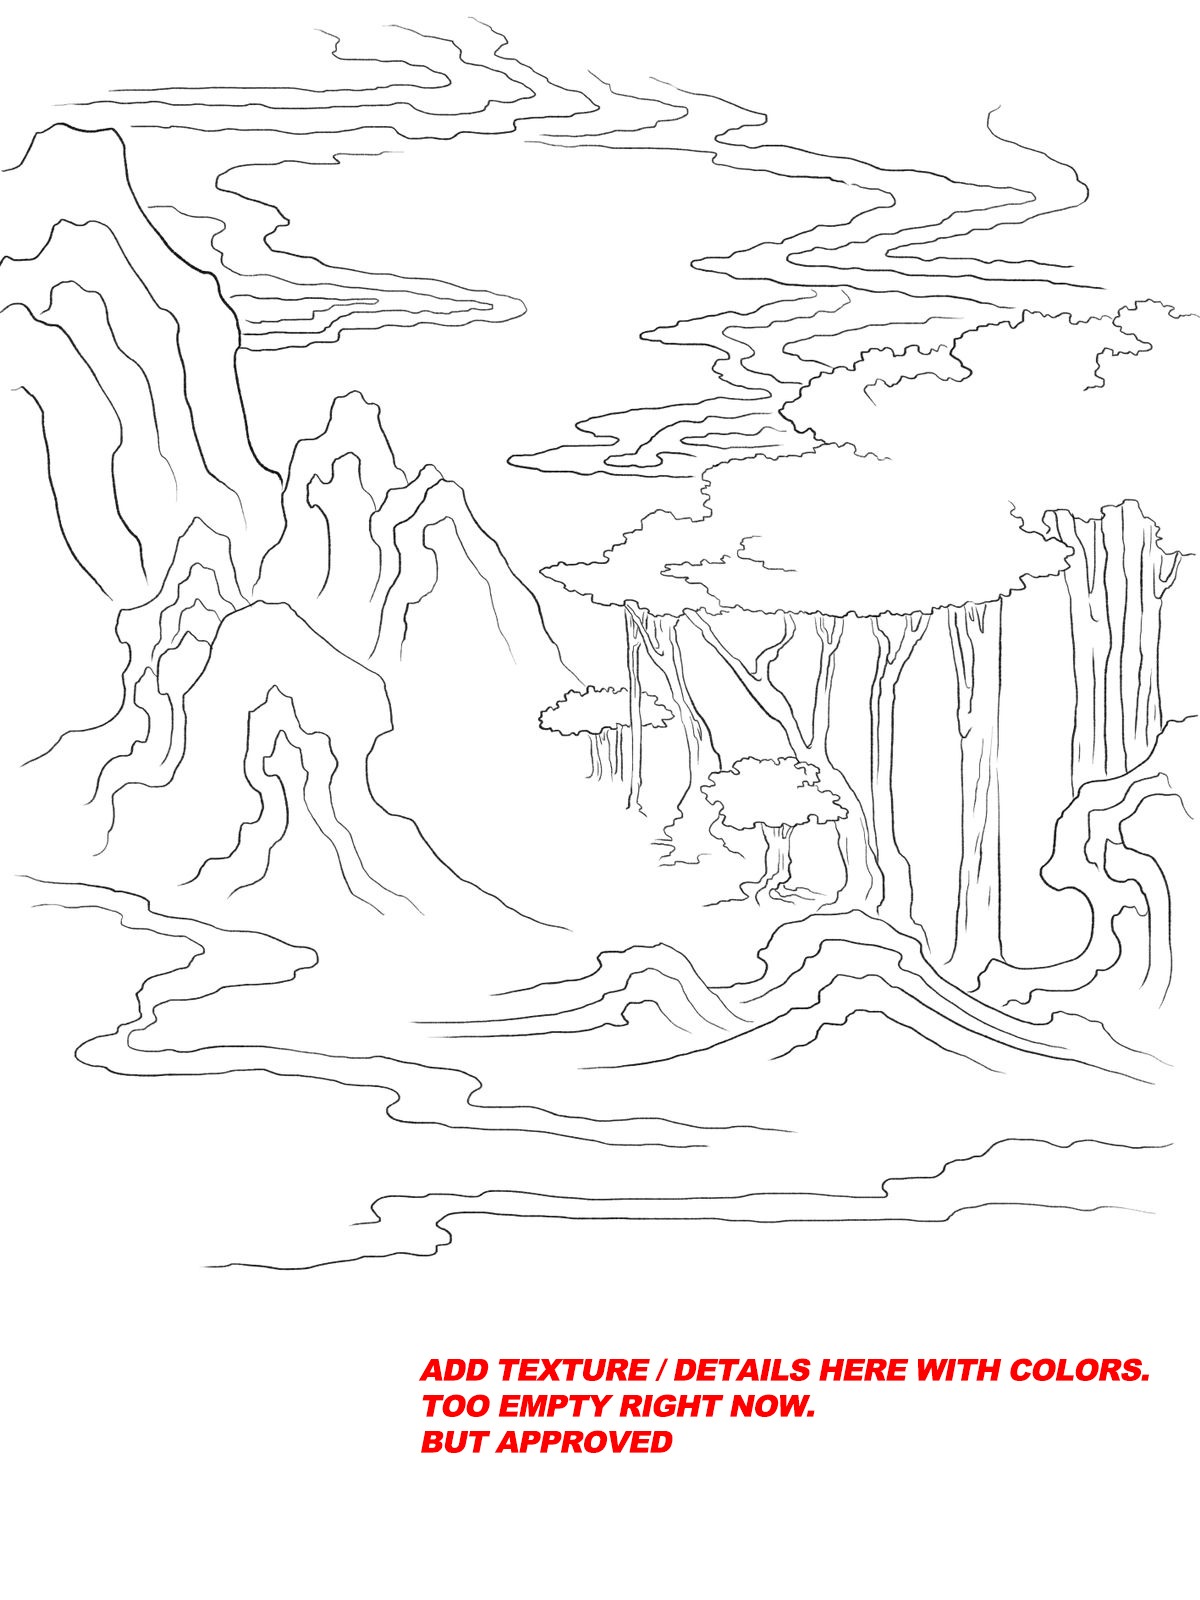 ADD TEXTURE / DETAILS HERE WITH COLORS.
TOO EMPTY RIGHT NOW.
BUT APPROVED